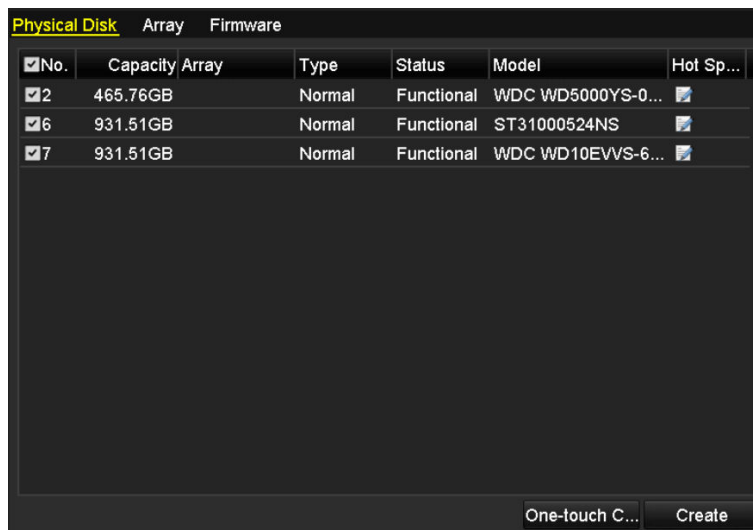 Physical Disk Array Firmware
No. Capacity Array Type Status Model Hot Sp...
2 465.76GB Normal Functional WDC WD5000YS-0...
6 931.51GB Normal Functional ST31000524NS
7 931.51GB Normal Functional WDC WD10EVVS-6...
One-touch C... Create